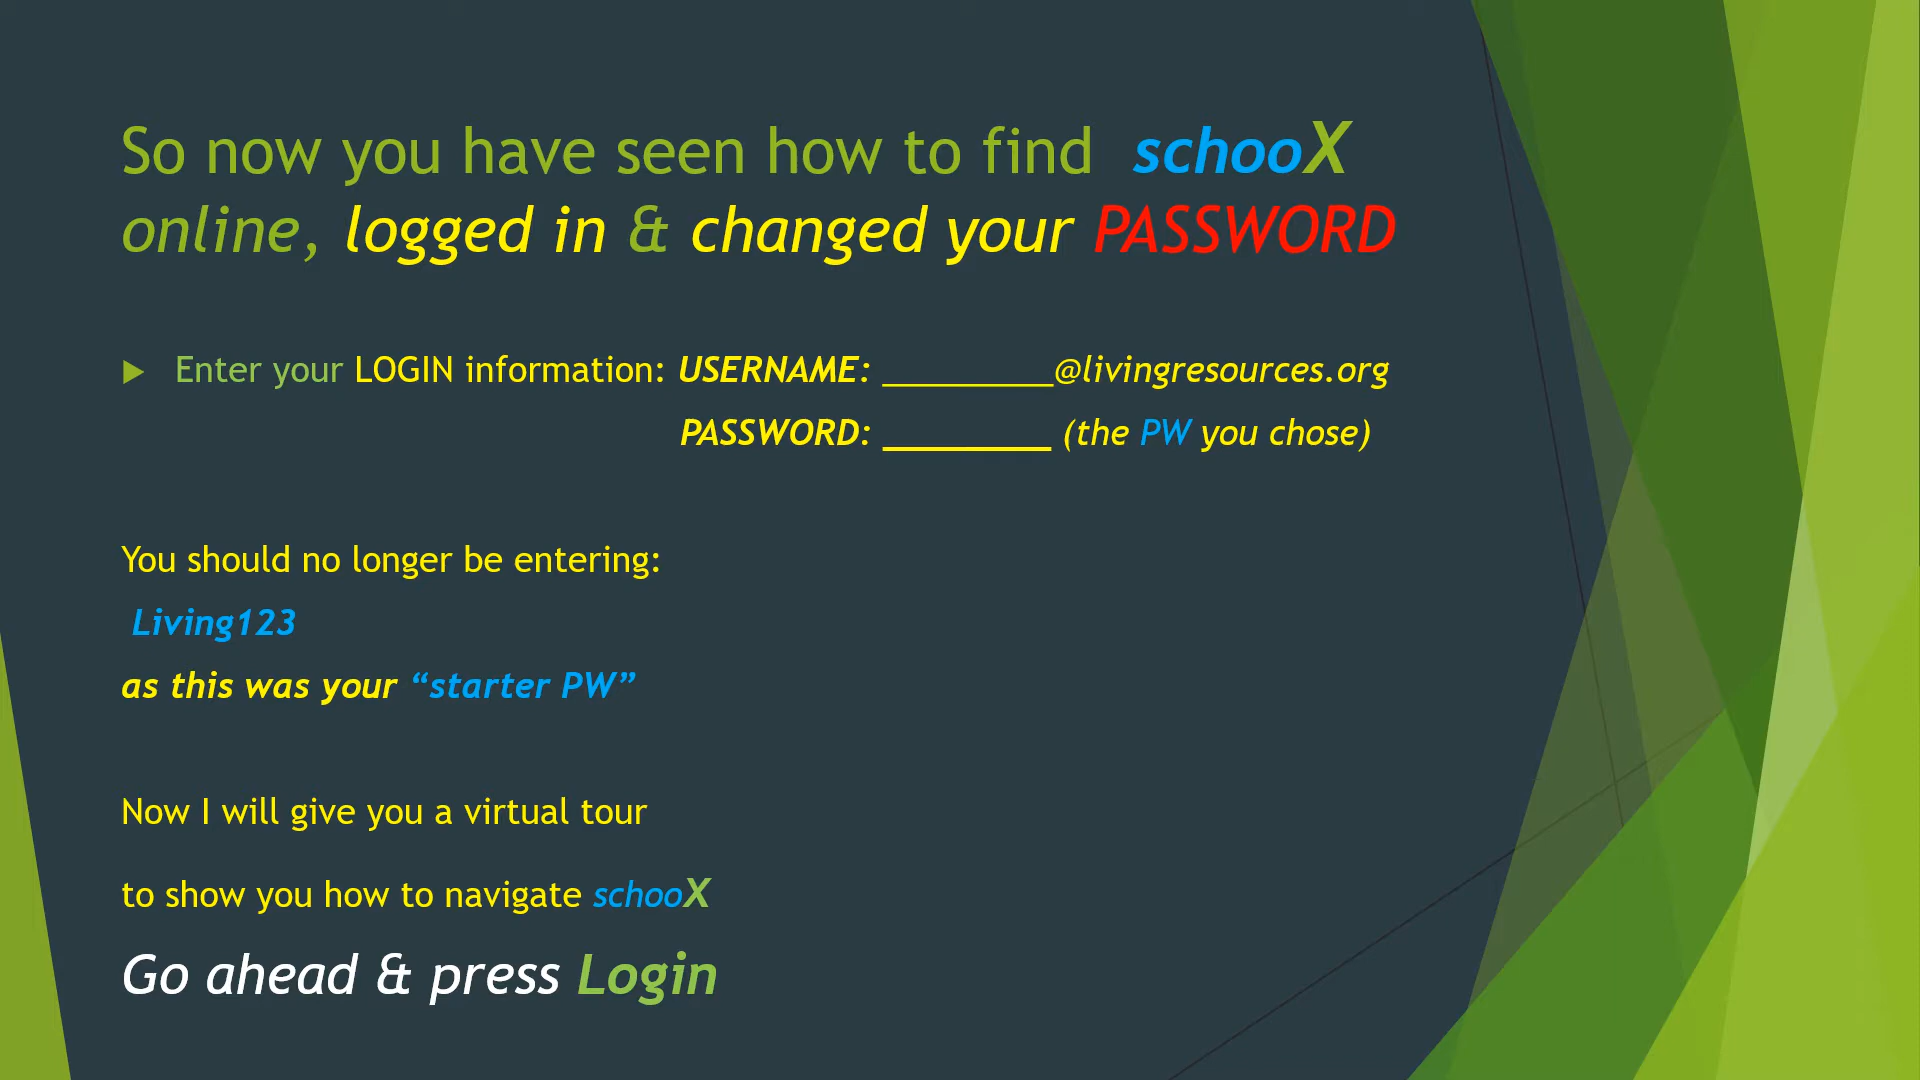 So now you have seen how to find schooX
online, logged in & changed your PASSWORD
Enter your LOGIN information: USERNAME: _________@livingresources.org
PASSWORD: _________ (the PW you chose)
You should no longer be entering:
Living123
as this was your “starter PW”
Now I will give you a virtual tour
to show you how to navigate schooX
Go ahead & press Login